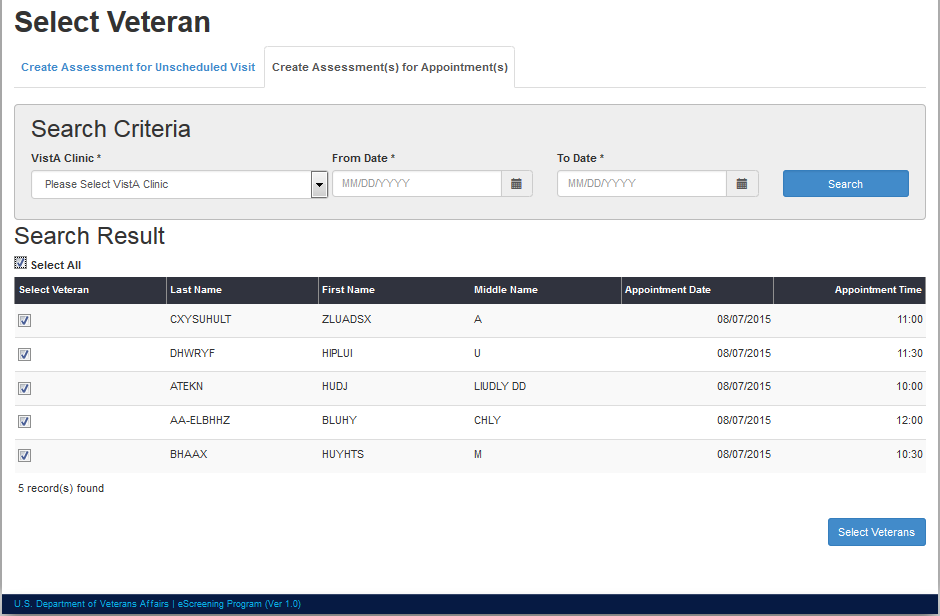 Select Veteran
Create Assessment for Unscheduled Visit Create Assessment(s) for Appointment(s)
Search Criteria
VistA Clinic * From Date * To Date *
Please Select VistA Clinic MM/DD/YYYY MM/DD/YYYY Search
Search Result
Select All
Select Veteran Last Name First Name Middle Name Appointment Date Appointment Time
CXYSUHULT ZLUADSX A 08/07/2015 11:00
DHWRYF HIPLUI U 08/07/2015 11:30
ATEKN HUDJ LIUDLY DD 08/07/2015 10:00
AA-ELBHHZ BLUHY CHLY 08/07/2015 12:00
BHAAX HUYHTS M 08/07/2015 10:30
5 record(s) found
Select Veterans
U.S. Department of Veterans Affairs | eScreening Program (Ver 1.0)